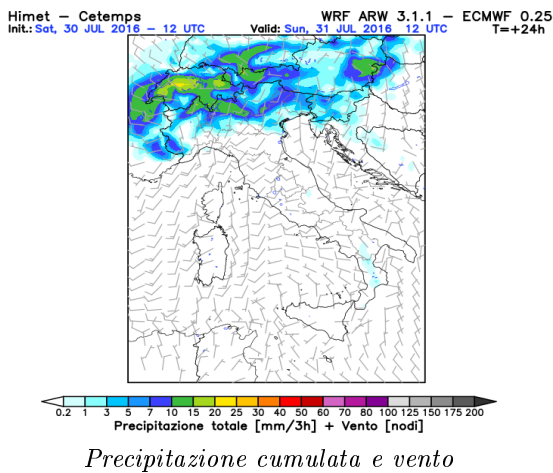 Himet – Cetemps WRF ARW 3.1.1 – ECMWF 0.25
Init.: Sat, 30 JUL 2016 – 12 UTC Valid: Sun, 31 JUL 2016 12 UTC T=+24h
0.2 1 3 5 7 10 15 20 25 30 40 50 60 70 80 100 125 150 175 200
Precipitazione totale [mm/3h] + Vento [nodi]
Precipitazione cumulata e vento